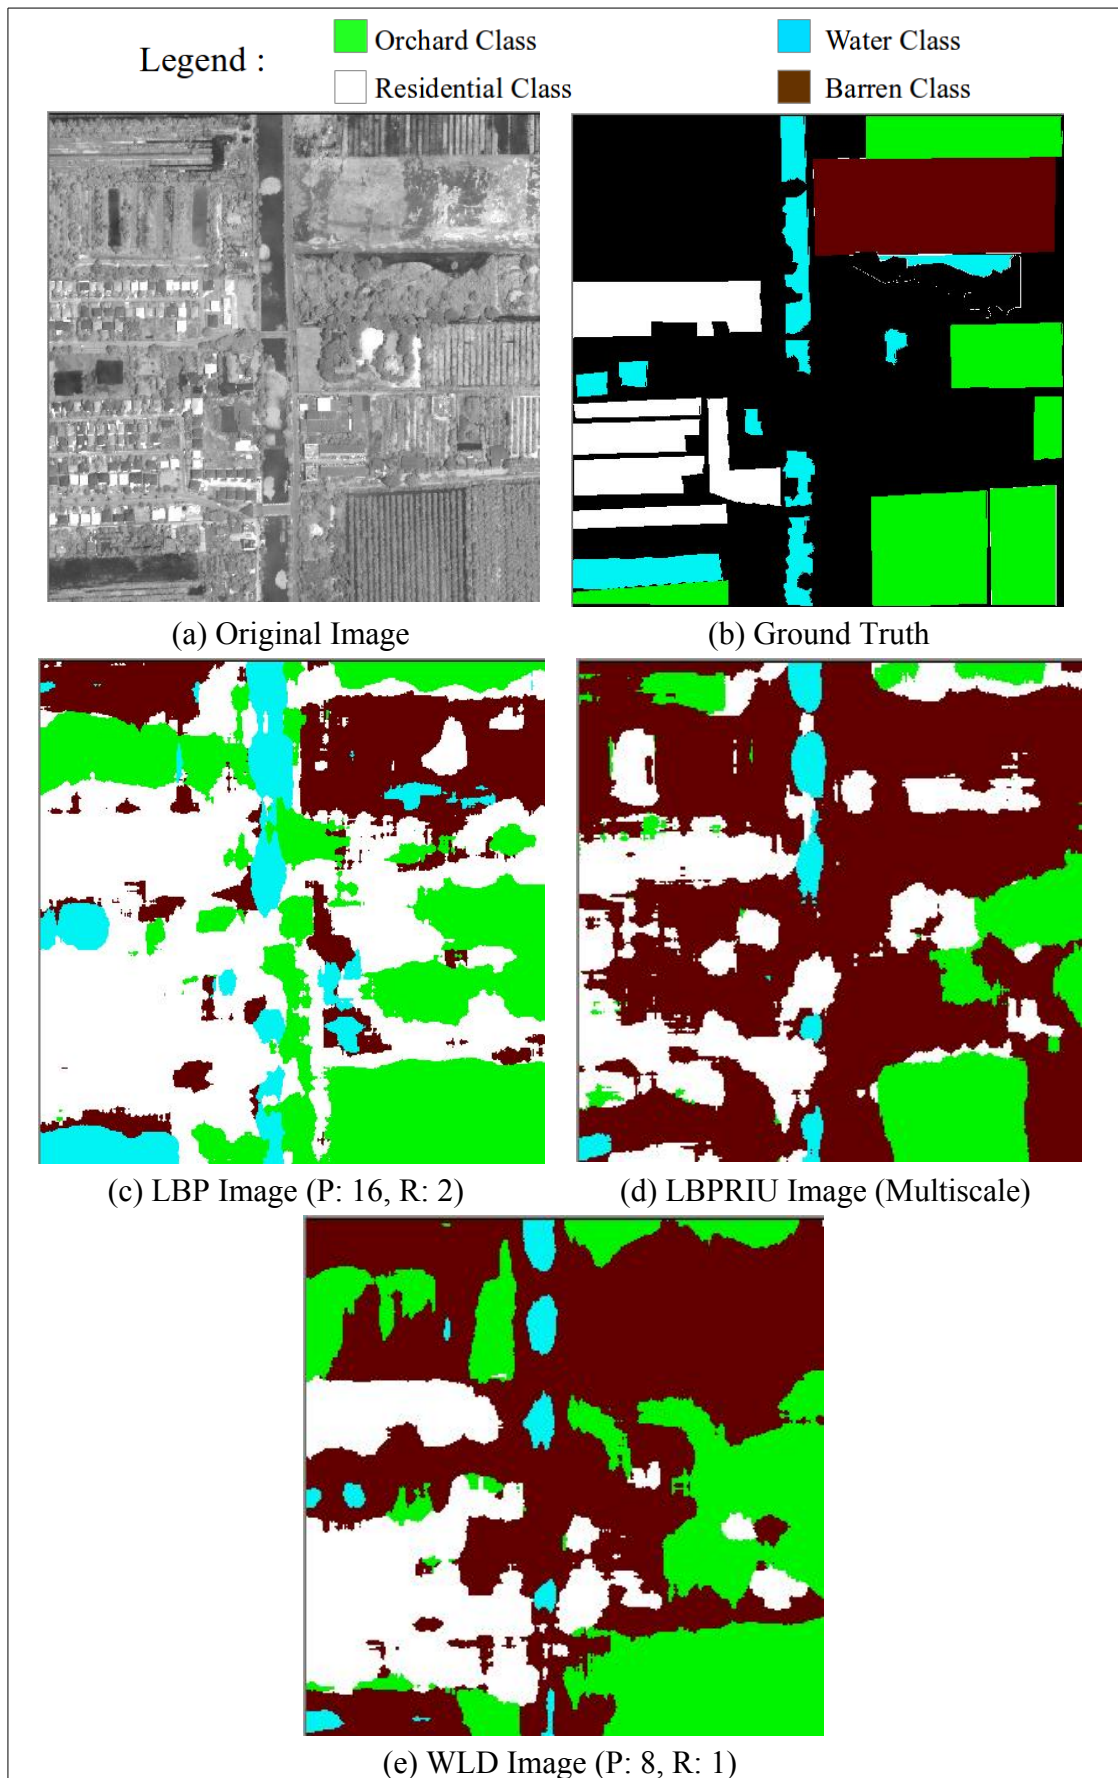 Legend :
Orchard Class
Water Class
Residential Class
Barren Class
(a) Original Image
(b) Ground Truth
(c) LBP Image (P: 16, R: 2)
(d) LBPRIU Image (Multiscale)
(e) WLD Image (P: 8, R: 1)